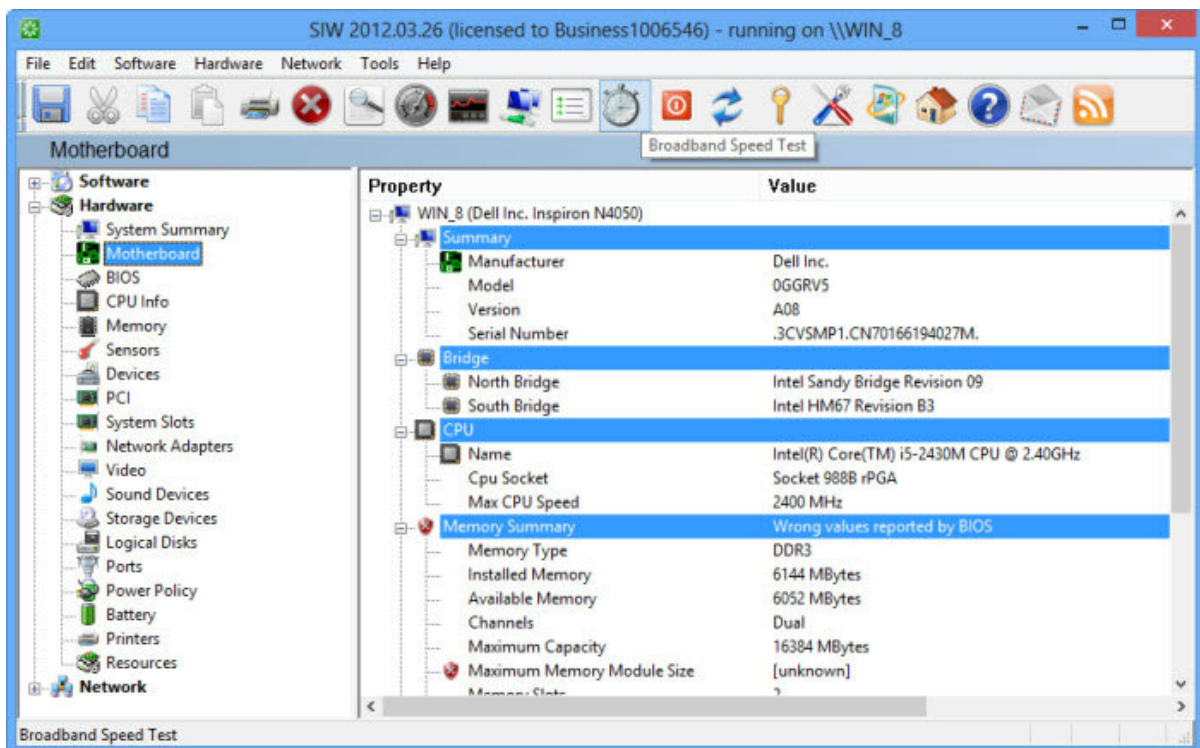 SIW 2012.03.26 (licensed to Business1006546) - running on \\WIN_8
File Edit Software Hardware Network Tools Help
Broadband Speed Test
Motherboard
Software
Hardware
System Summary
Motherboard
BIOS
CPU Info
Memory
Sensors
Devices
PCI
System Slots
Network Adapters
Video
Sound Devices
Storage Devices
Logical Disks
Ports
Power Policy
Battery
Printers
Resources
Network
Property Value
WIN_8 (Dell Inc. Inspiron N4050)
Summary
Manufacturer Dell Inc.
Model 0GGRV5
Version A08
Serial Number .3CVSMP1.CN70166194027M.
Bridge
North Bridge Intel Sandy Bridge Revision 09
South Bridge Intel HM67 Revision B3
CPU
Name Intel(R) Core(TM) i5-2430M CPU @ 2.40GHz
Cpu Socket Socket 988B rPGA
Max CPU Speed 2400 MHz
Memory Summary Wrong values reported by BIOS
Memory Type DDR3
Installed Memory 6144 MBytes
Available Memory 6052 MBytes
Channels Dual
Maximum Capacity 16384 MBytes
Maximum Memory Module Size [unknown]
Memory Slots 2
Broadband Speed Test